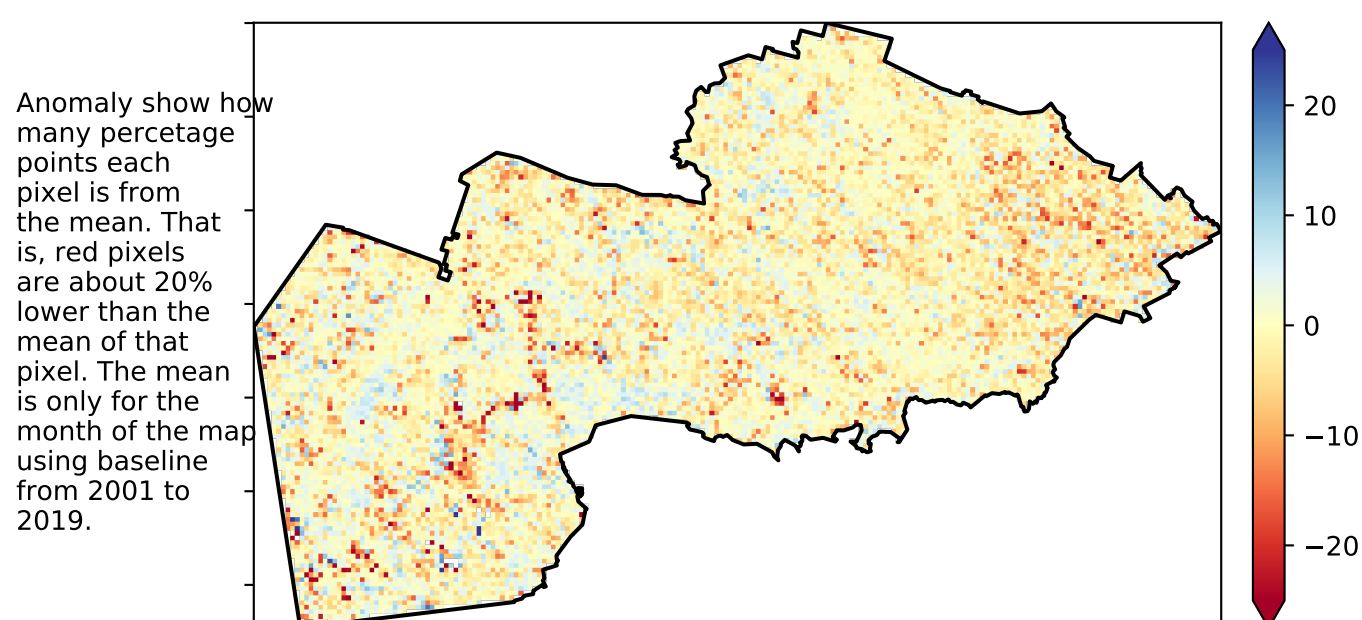 Anomaly show how
many percetage
points each
pixel is from
the mean. That
is, red pixels
are about 20%
lower than the
mean of that
pixel. The mean
is only for the
month of the map
using baseline
from 2001 to
2019.
20
10
0
−10
−20